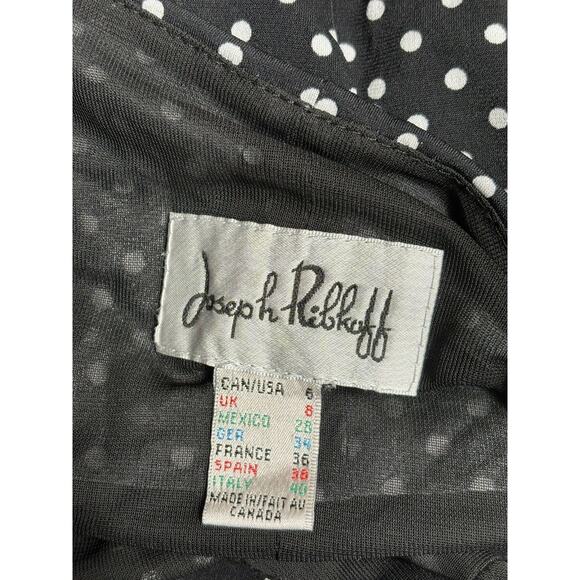 Joseph Ribkoff
CAN/USA 6
UK 8
MEXICO 28
GER 34
FRANCE 36
SPAIN 38
ITALY 40
MADE IN/FAIT AU
CANADA